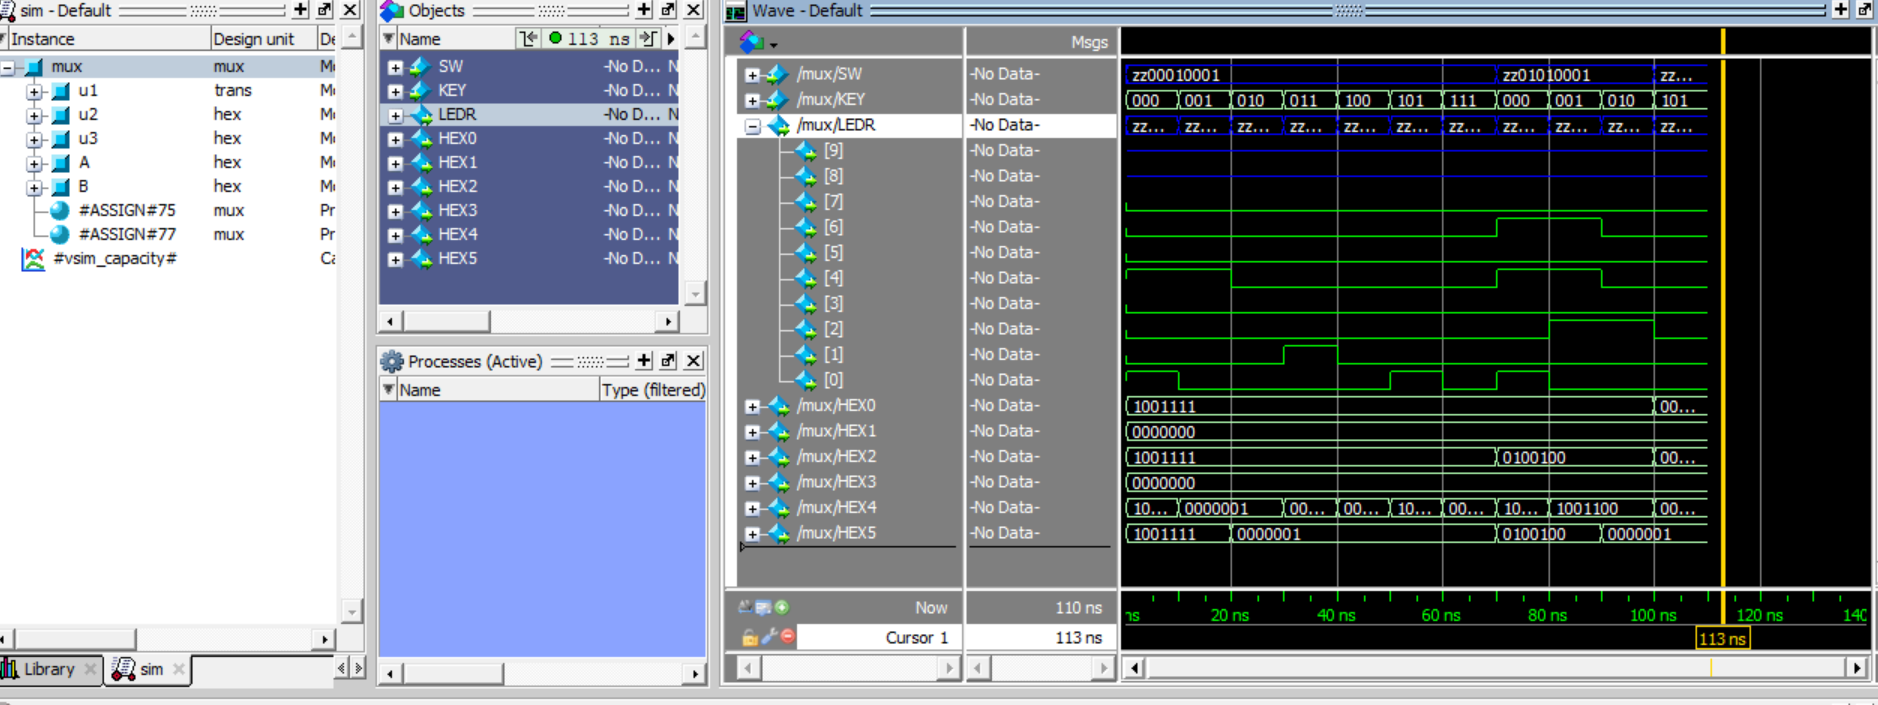 sim - Default
Instance Design unit De
mux mux Mo
u1 trans Mo
u2 hex Mo
u3 hex Mo
A hex Mo
B hex Mo
#ASSIGN#75 mux Pr
#ASSIGN#77 mux Pr
#vsim_capacity# Ca
Library sim
Objects
Name 113 ns
SW -No D... N
KEY -No D... N
LEDR -No D... N
HEX0 -No D... N
HEX1 -No D... N
HEX2 -No D... N
HEX3 -No D... N
HEX4 -No D... N
HEX5 -No D... N
Processes (Active)
Name Type (filtered)
Wave - Default
Msgs
/mux/SW -No Data- zz00010001 zz01010001 zz...
/mux/KEY -No Data- 000 001 010 011 100 101 111 000 001 010 101
/mux/LEDR -No Data- zz... zz... zz... zz... zz... zz... zz... zz... zz... zz... zz...
[9] -No Data-
[8] -No Data-
[7] -No Data-
[6] -No Data-
[5] -No Data-
[4] -No Data-
[3] -No Data-
[2] -No Data-
[1] -No Data-
[0] -No Data-
/mux/HEX0 -No Data- 1001111 00...
/mux/HEX1 -No Data- 0000000
/mux/HEX2 -No Data- 1001111 0100100 00...
/mux/HEX3 -No Data- 0000000
/mux/HEX4 -No Data- 10... 0000001 00... 00... 10... 00... 10... 1001100 00...
/mux/HEX5 -No Data- 1001111 0000001 0100100 0000001
Now 110 ns ns 20 ns 40 ns 60 ns 80 ns 100 ns 120 ns 140
Cursor 1 113 ns 113 ns